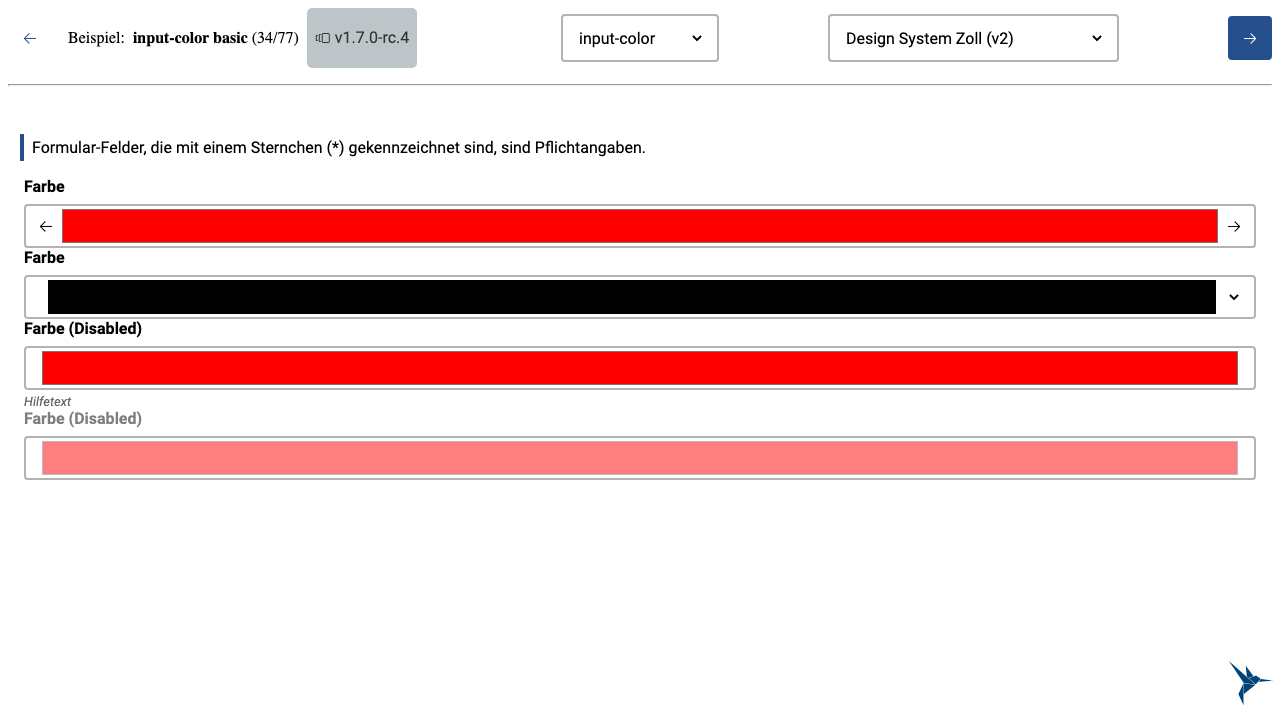 Beispiel: input-color basic (34/77) v1.7.0-rc.4 input-color Design System Zoll (v2)
Formular-Felder, die mit einem Sternchen (*) gekennzeichnet sind, sind Pflichtangaben.
Farbe
Farbe
Farbe (Disabled)
Hilfetext
Farbe (Disabled)